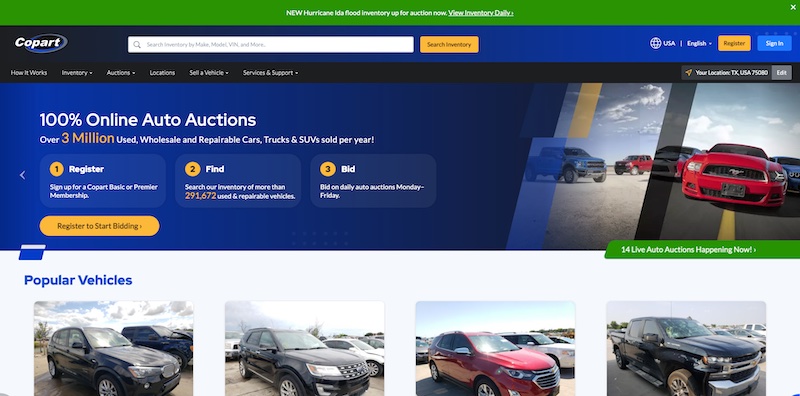 NEW Hurricane Ida flood inventory up for auction now. View Inventory Daily ›
Copart
Search Inventory by Make, Model, VIN, and More...
Search Inventory
USA | English
Register
Sign In
How It Works
Inventory
Auctions
Locations
Sell a Vehicle
Services & Support
Your Location: TX, USA 75080
Edit
100% Online Auto Auctions
Over 3 Million Used, Wholesale and Repairable Cars, Trucks & SUVs sold per year!
1 Register
Sign up for a Copart Basic or Premier
Membership.
2 Find
Search our inventory of more than
291,672 used & repairable vehicles.
3 Bid
Bid on daily auto auctions Monday–
Friday.
Register to Start Bidding ›
14 Live Auto Auctions Happening Now! ›
Popular Vehicles